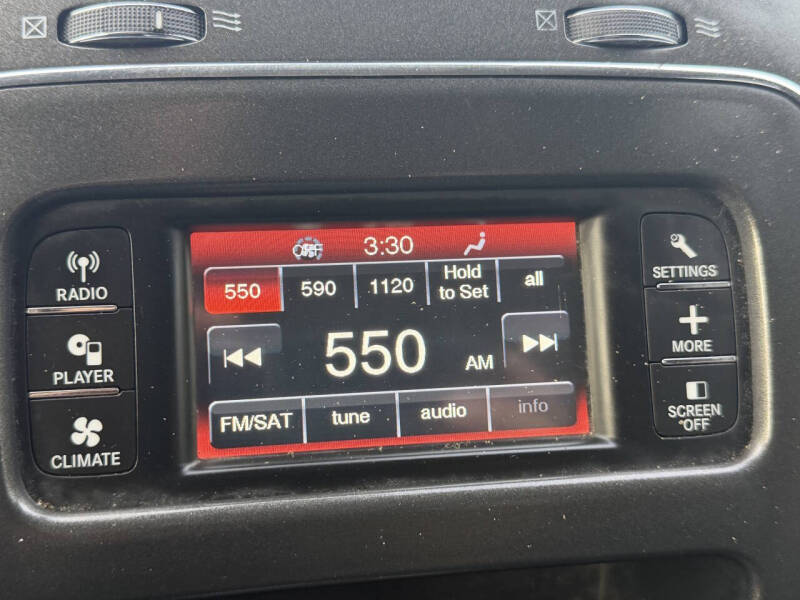 3:30
550 590 1120 Hold to Set all
550 AM
FM/SAT tune audio info
RADIO
PLAYER
CLIMATE
SETTINGS
MORE
SCREEN
OFF